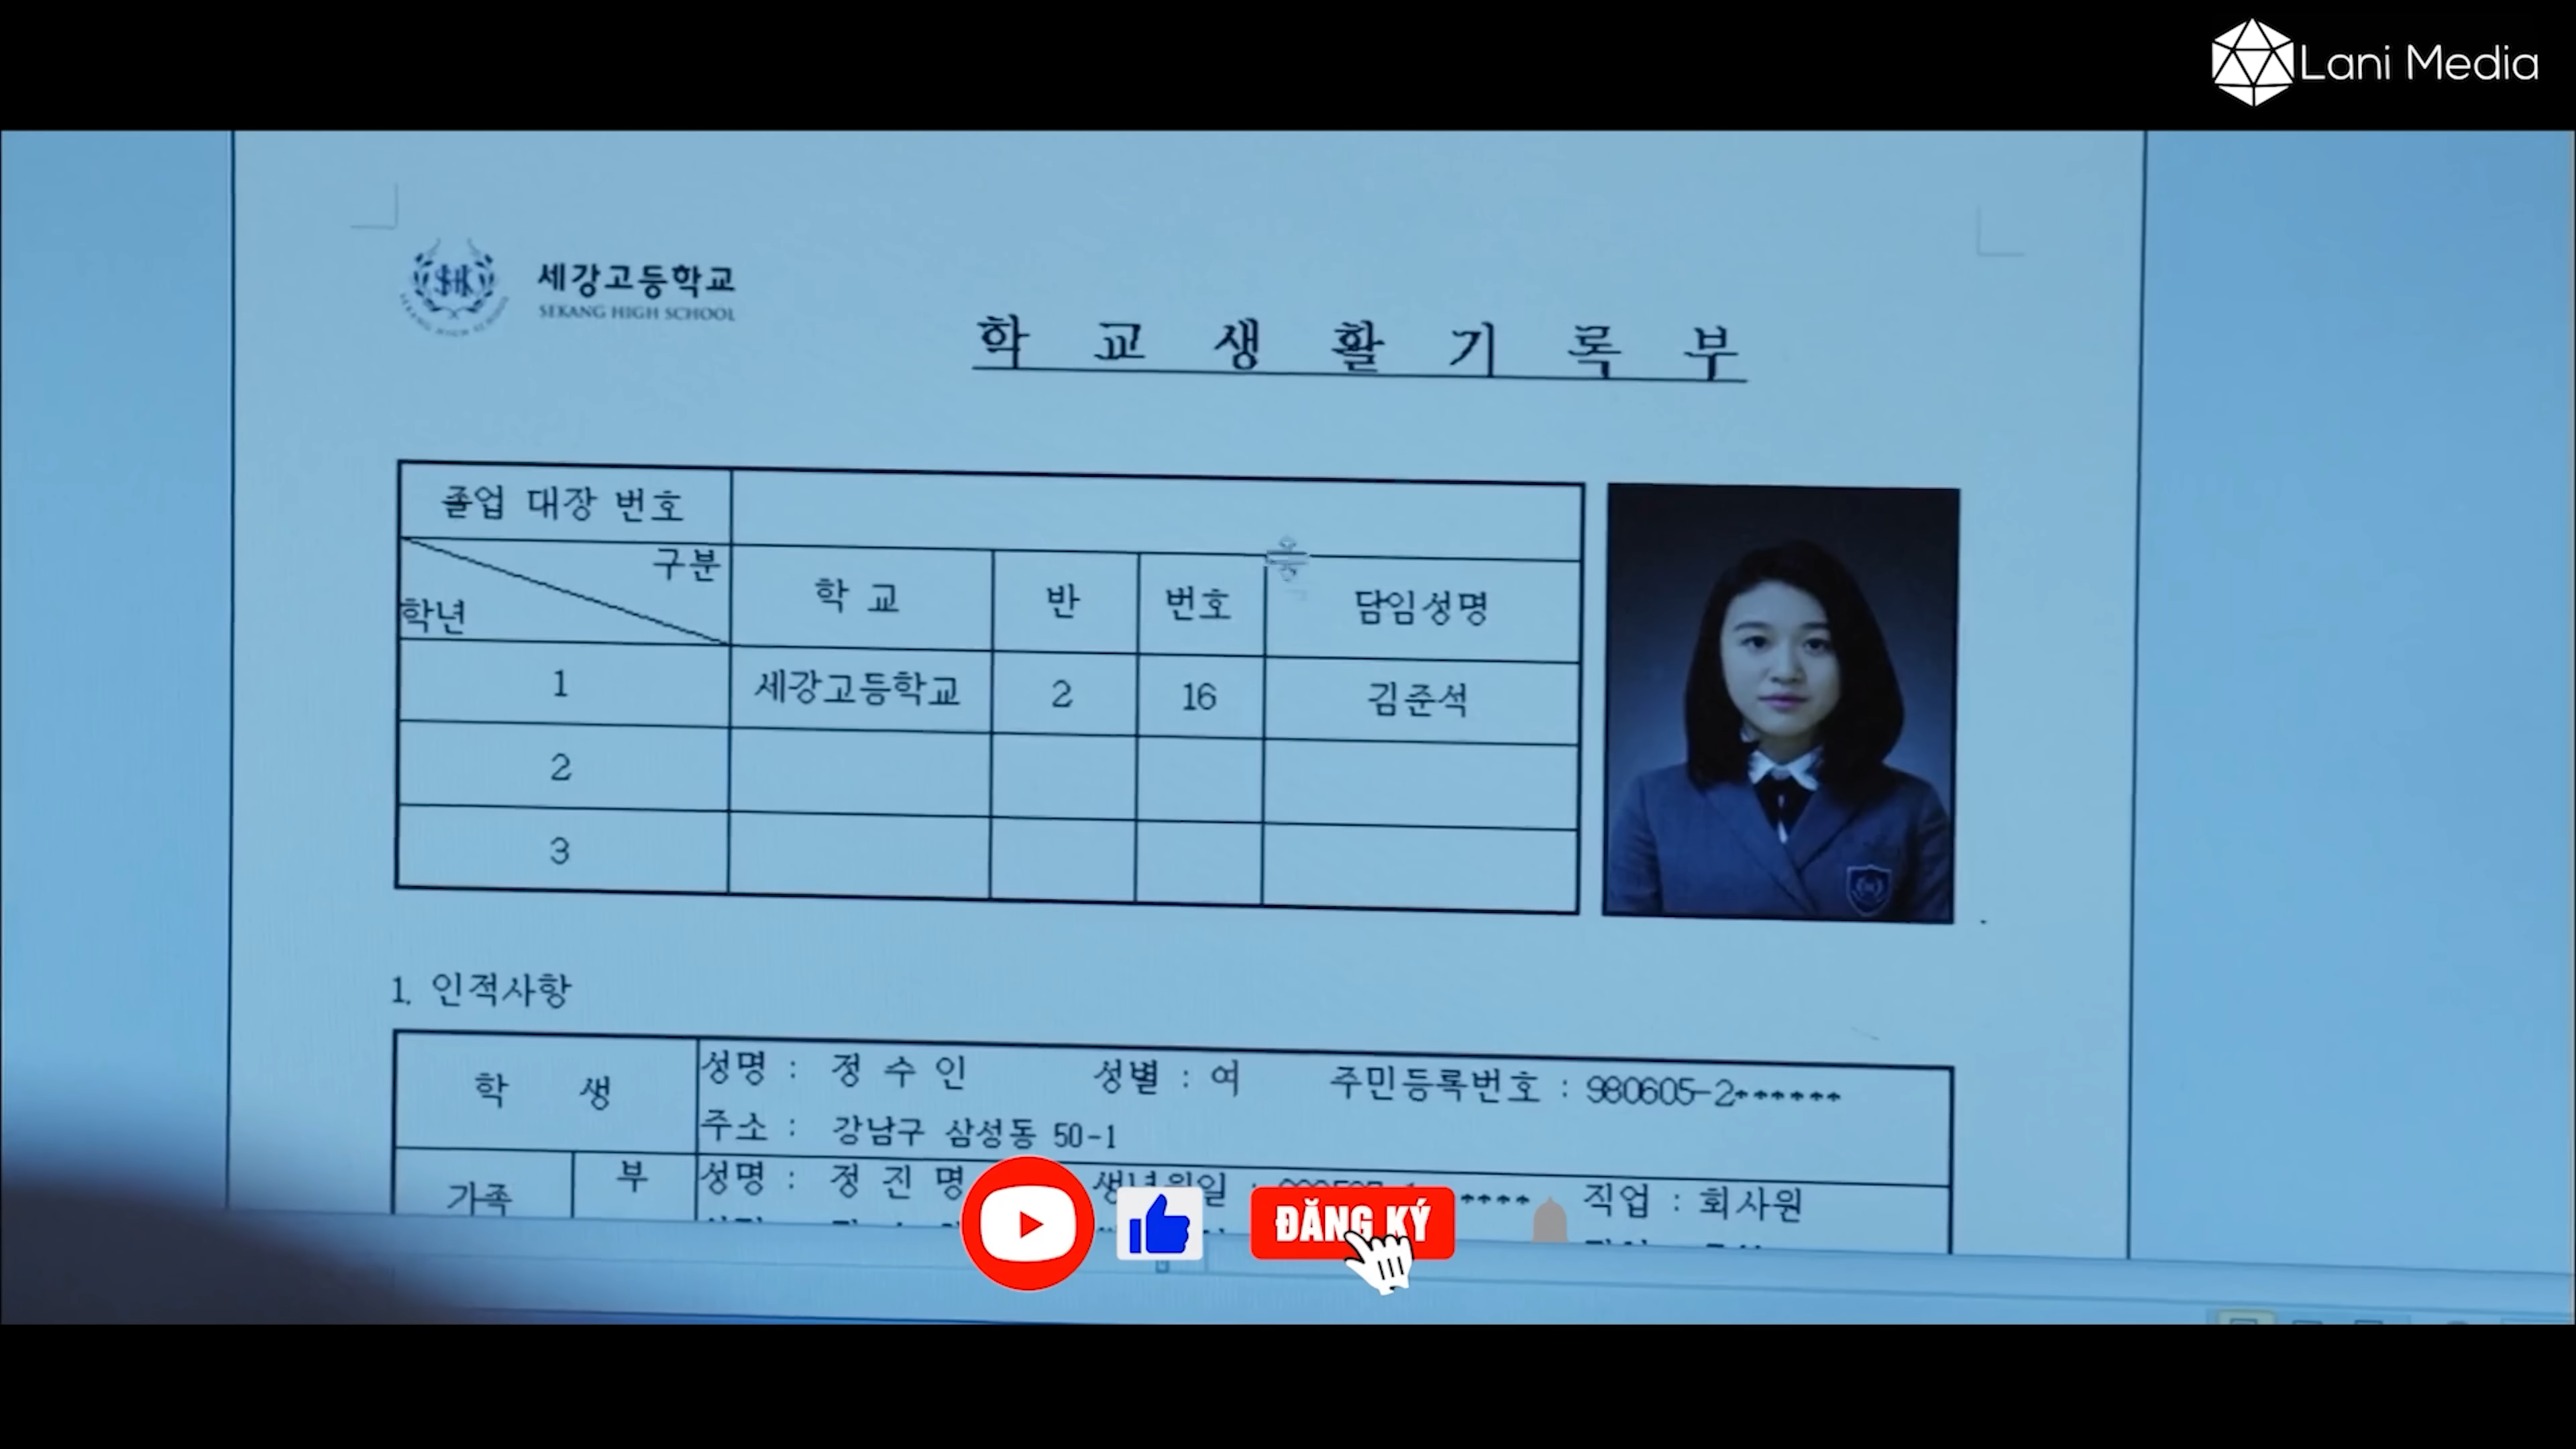 Lani Media
세강고등학교
SEKANG HIGH SCHOOL
학 교 생 활 기 록 부
졸업 대장 번호
구분
학년
학 교 반 번호 담임성명
1 세강고등학교 2 16 김준석
2
3
1. 인적사항
학 생
성명 : 정 수 인 성별 : 여 주민등록번호 : 980605-2******
주소 : 강남구 삼성동 50-1
가족 부 성명 : 정 진 명 생년월일 : **** 직업 : 회사원
ĐĂNG KÝ